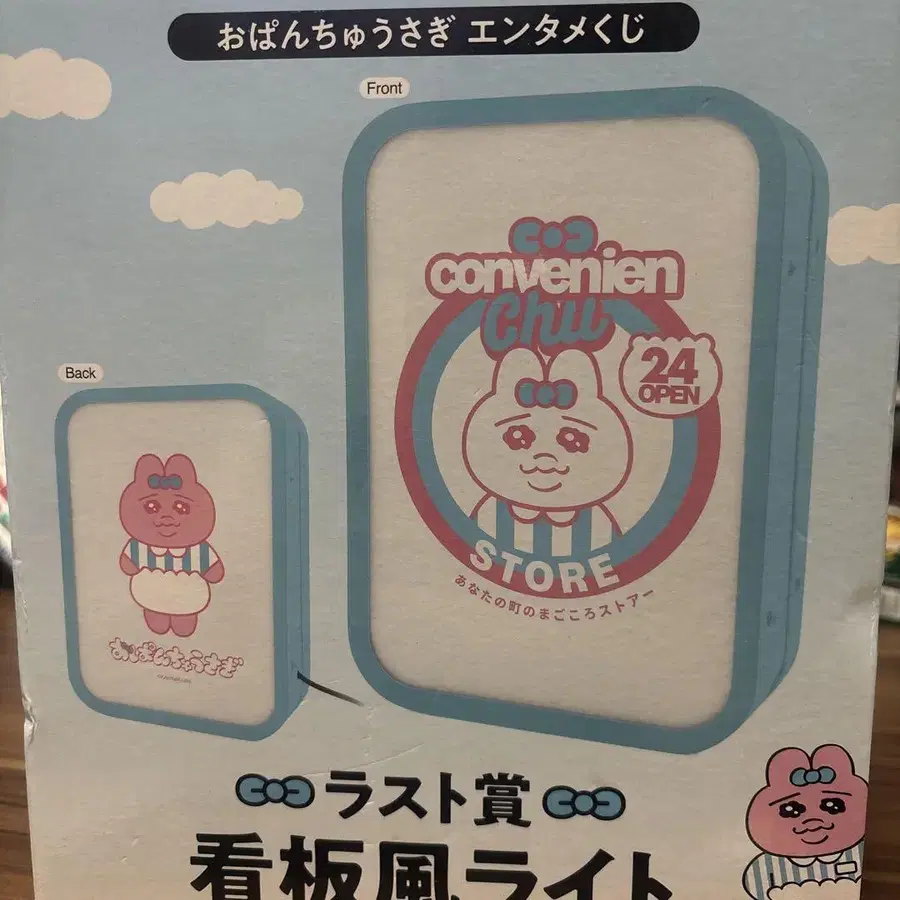 おぱんちゅうさぎ エンタメくじ
Front
convenien
Chu
24
OPEN
STORE
あなたの町のまごころストアー
Back
おぱんちゅうさぎ
ラスト賞
看板風ライト